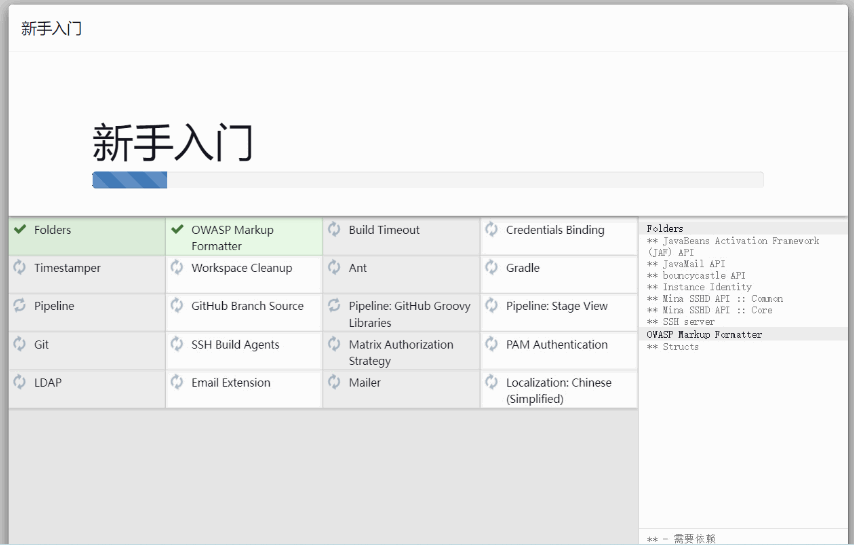 新手入门
新手入门
Folders
OWASP Markup
Formatter
Build Timeout
Credentials Binding
Timestamper
Workspace Cleanup
Ant
Gradle
Pipeline
GitHub Branch Source
Pipeline: GitHub Groovy
Libraries
Pipeline: Stage View
Git
SSH Build Agents
Matrix Authorization
Strategy
PAM Authentication
LDAP
Email Extension
Mailer
Localization: Chinese
(Simplified)
Folders
** JavaBeans Activation Framework
(JAF) API
** JavaMail API
** bouncycastle API
** Instance Identity
** Mina SSHD API :: Common
** Mina SSHD API :: Core
** SSH server
OWASP Markup Formatter
** Structs
** - 需要依赖